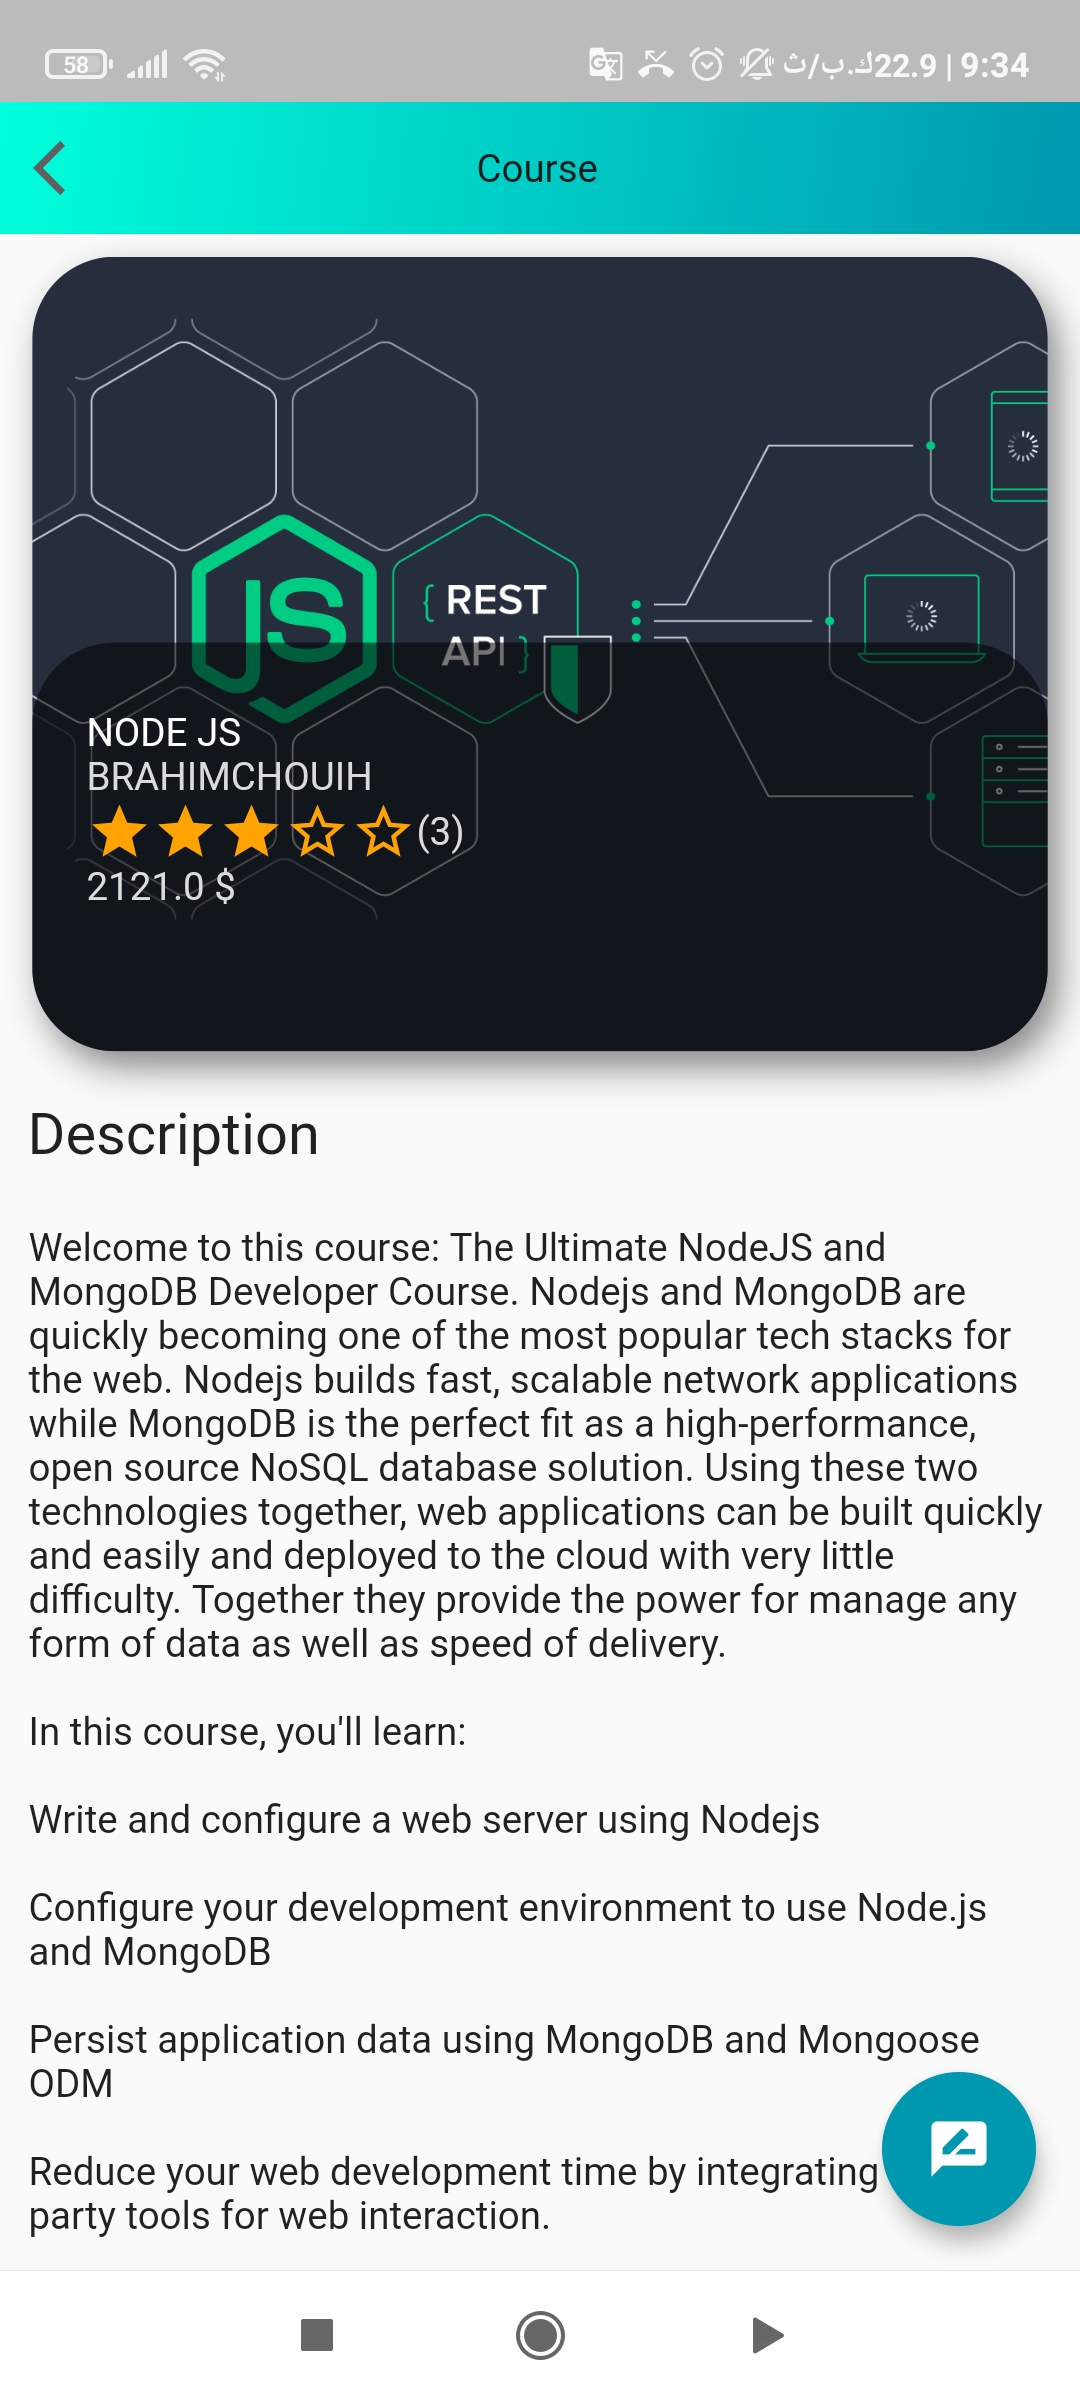 58
22.9ك.ب/ث | 9:34
Course
JS
{ REST
API }
NODE JS
BRAHIMCHOUIH
(3)
2121.0 $
Description
Welcome to this course: The Ultimate NodeJS and
MongoDB Developer Course. Nodejs and MongoDB are
quickly becoming one of the most popular tech stacks for
the web. Nodejs builds fast, scalable network applications
while MongoDB is the perfect fit as a high-performance,
open source NoSQL database solution. Using these two
technologies together, web applications can be built quickly
and easily and deployed to the cloud with very little
difficulty. Together they provide the power for manage any
form of data as well as speed of delivery.
In this course, you'll learn:
Write and configure a web server using Nodejs
Configure your development environment to use Node.js
and MongoDB
Persist application data using MongoDB and Mongoose
ODM
Reduce your web development time by integrating
party tools for web interaction.